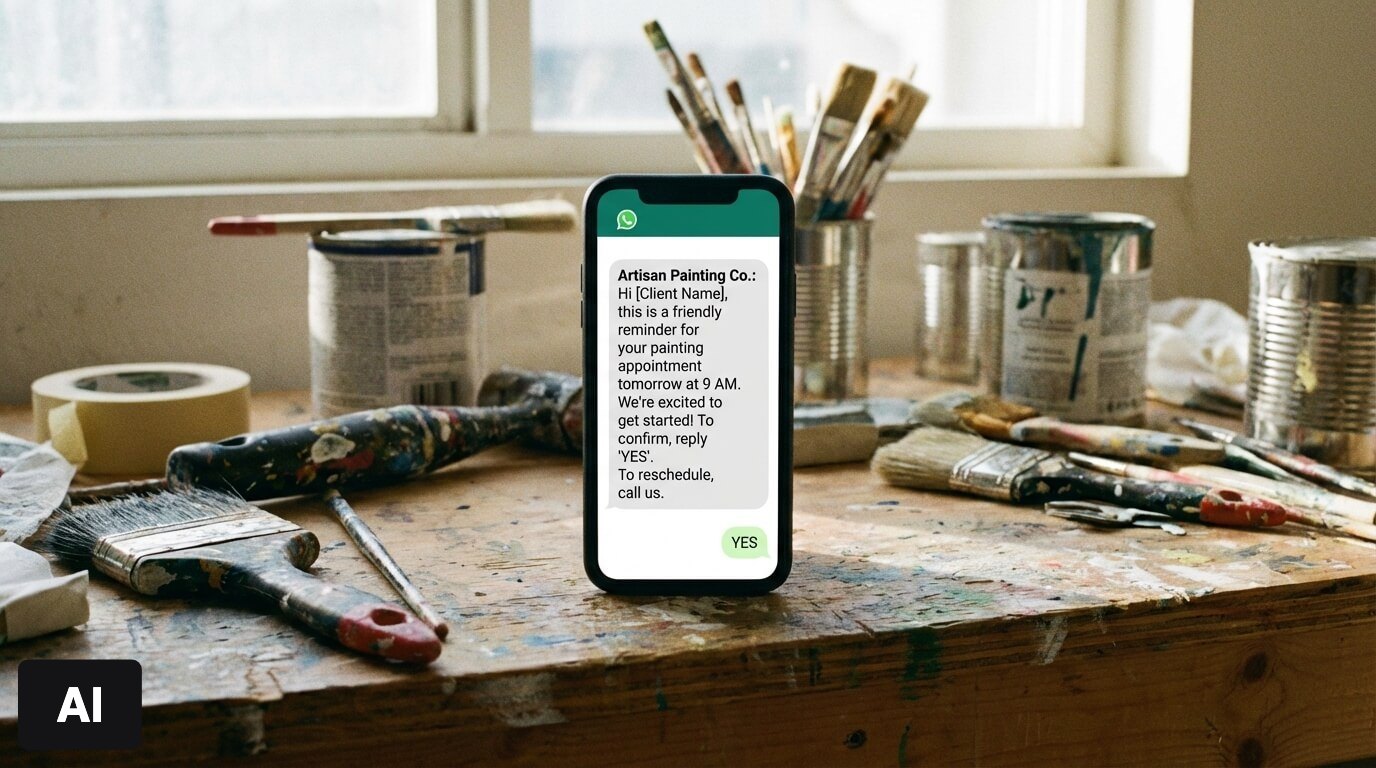 Artisan Painting Co.:
Hi [Client Name],
this is a friendly
reminder for
your painting
appointment
tomorrow at 9 AM.
We're excited to
get started! To
confirm, reply
'YES'.
To reschedule,
call us.
YES
AI